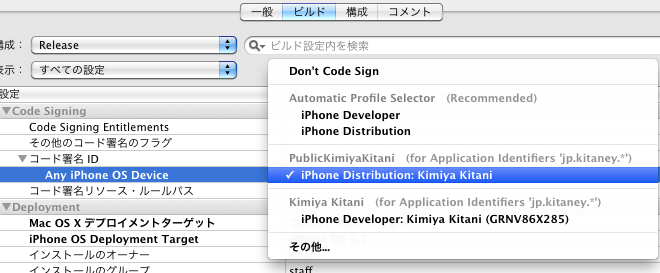 一般 ビルド 構成 コメント
構成： Release ビルド設定内を検索
表示： すべての設定
Don't Code Sign
設定
Automatic Profile Selector (Recommended)
Code Signing
iPhone Developer
Code Signing Entitlements
iPhone Distribution
その他のコード署名のフラグ
PublicKimiyaKitani (for Application Identifiers 'jp.kitaney.*')
コード署名 ID
✓ iPhone Distribution: Kimiya Kitani
Any iPhone OS Device
コード署名リソース・ルールパス
Kimiya Kitani (for Application Identifiers 'jp.kitaney.*')
Deployment
iPhone Developer: Kimiya Kitani (GRNV86X285)
Mac OS X デプロイメントターゲット
iPhone OS Deployment Target
その他...
インストールのオーナー
インストールのグループ staff